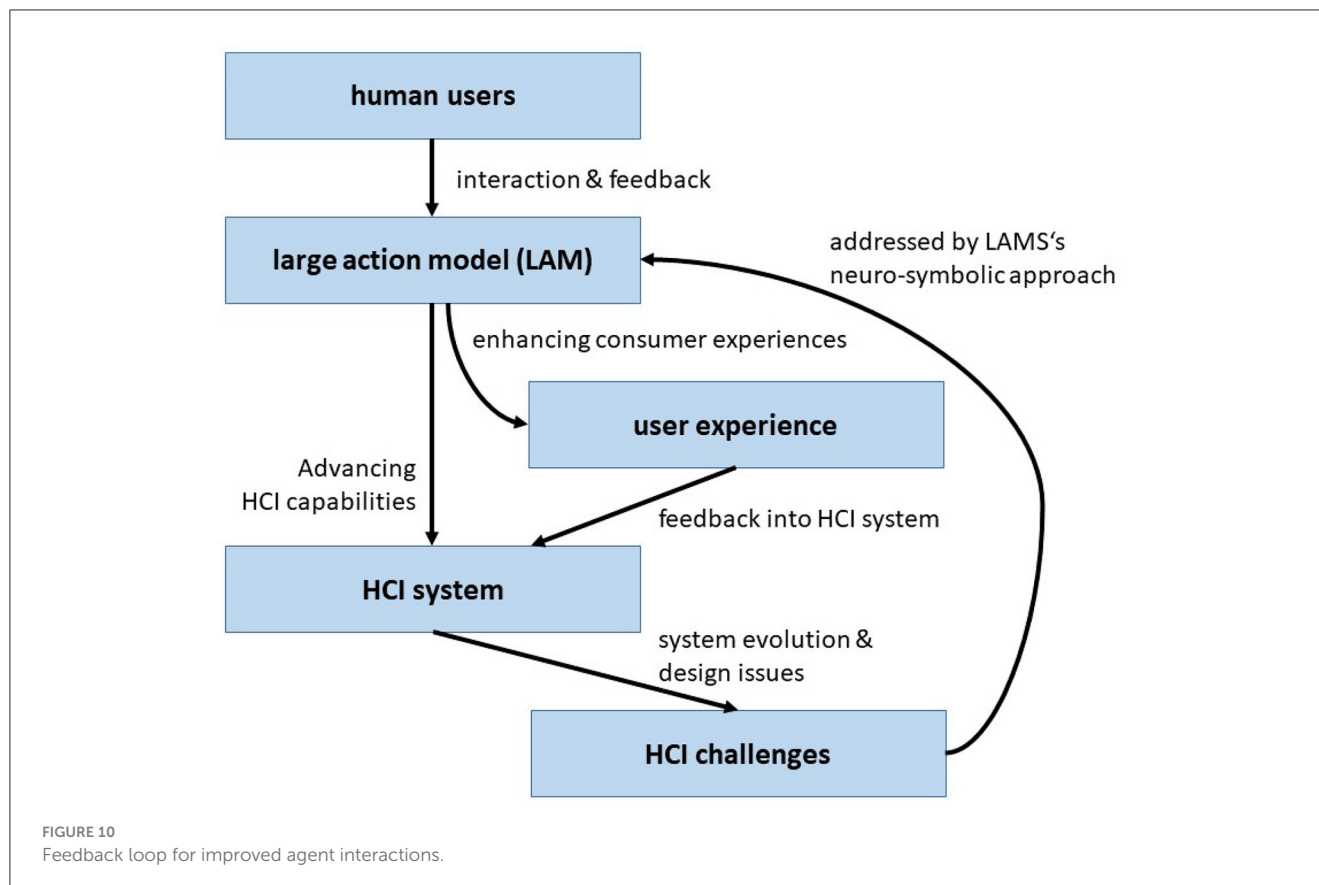 human users
interaction & feedback
large action model (LAM)
addressed by LAMS‘s
neuro-symbolic approach
enhancing consumer experiences
user experience
Advancing
HCI capabilities
feedback into HCI system
HCI system
system evolution &
design issues
HCI challenges
FIGURE 10
Feedback loop for improved agent interactions.